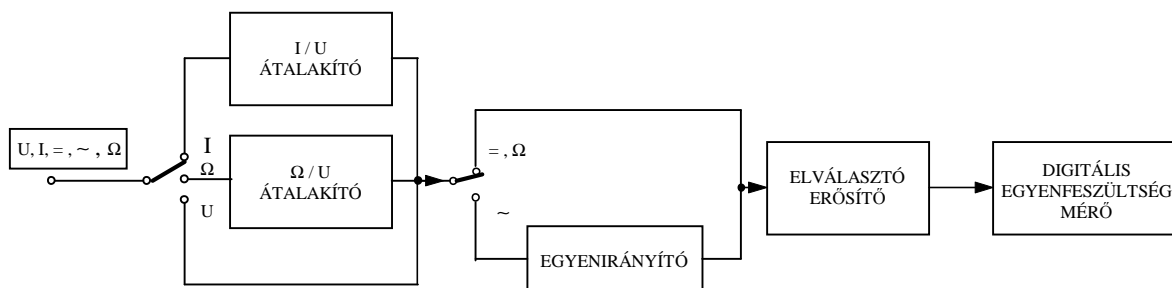 I / U
ÁTALAKÍTÓ
U, I, = , ~ , Ω
I
Ω
U
Ω / U
ÁTALAKÍTÓ
= , Ω
~
EGYENIRÁNYÍTÓ
ELVÁLASZTÓ
ERŐSÍTŐ
DIGITÁLIS
EGYENFESZÜLTSÉG
MÉRŐ